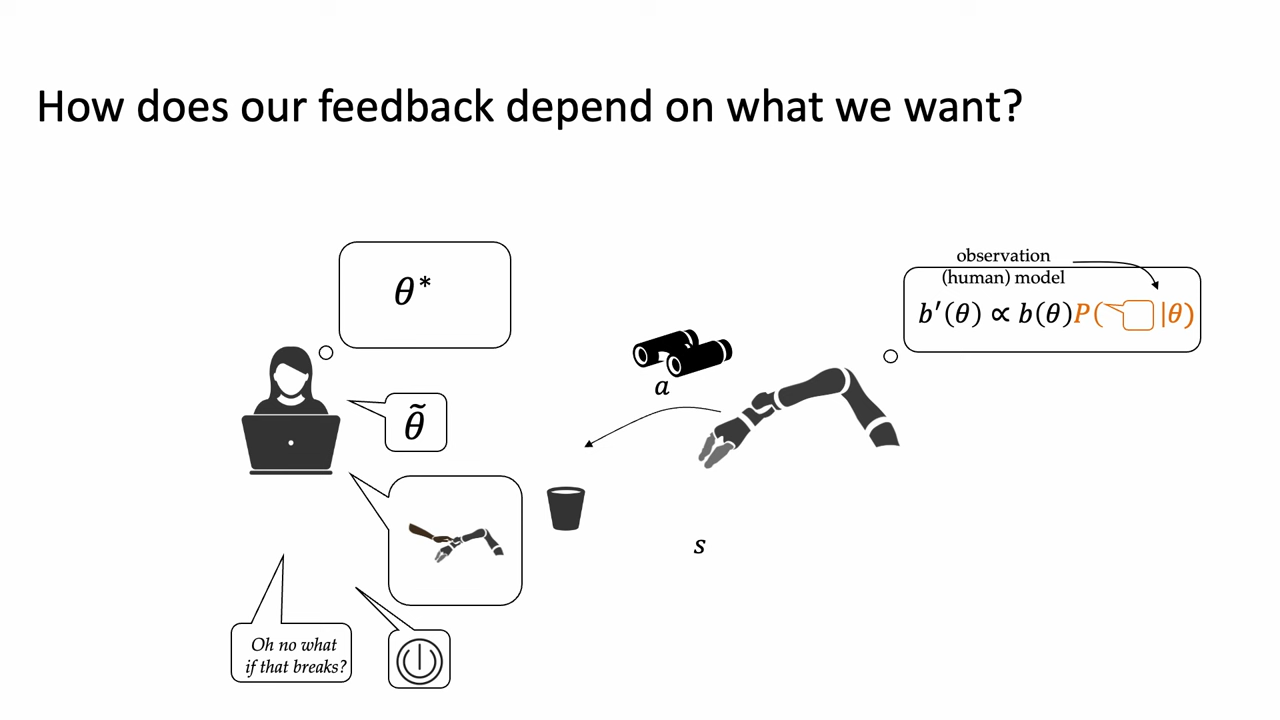 How does our feedback depend on what we want?
θ*
observation
(human) model
b′(θ) ∝ b(θ)P( |θ)
a
θ̃
s
Oh no what
if that breaks?